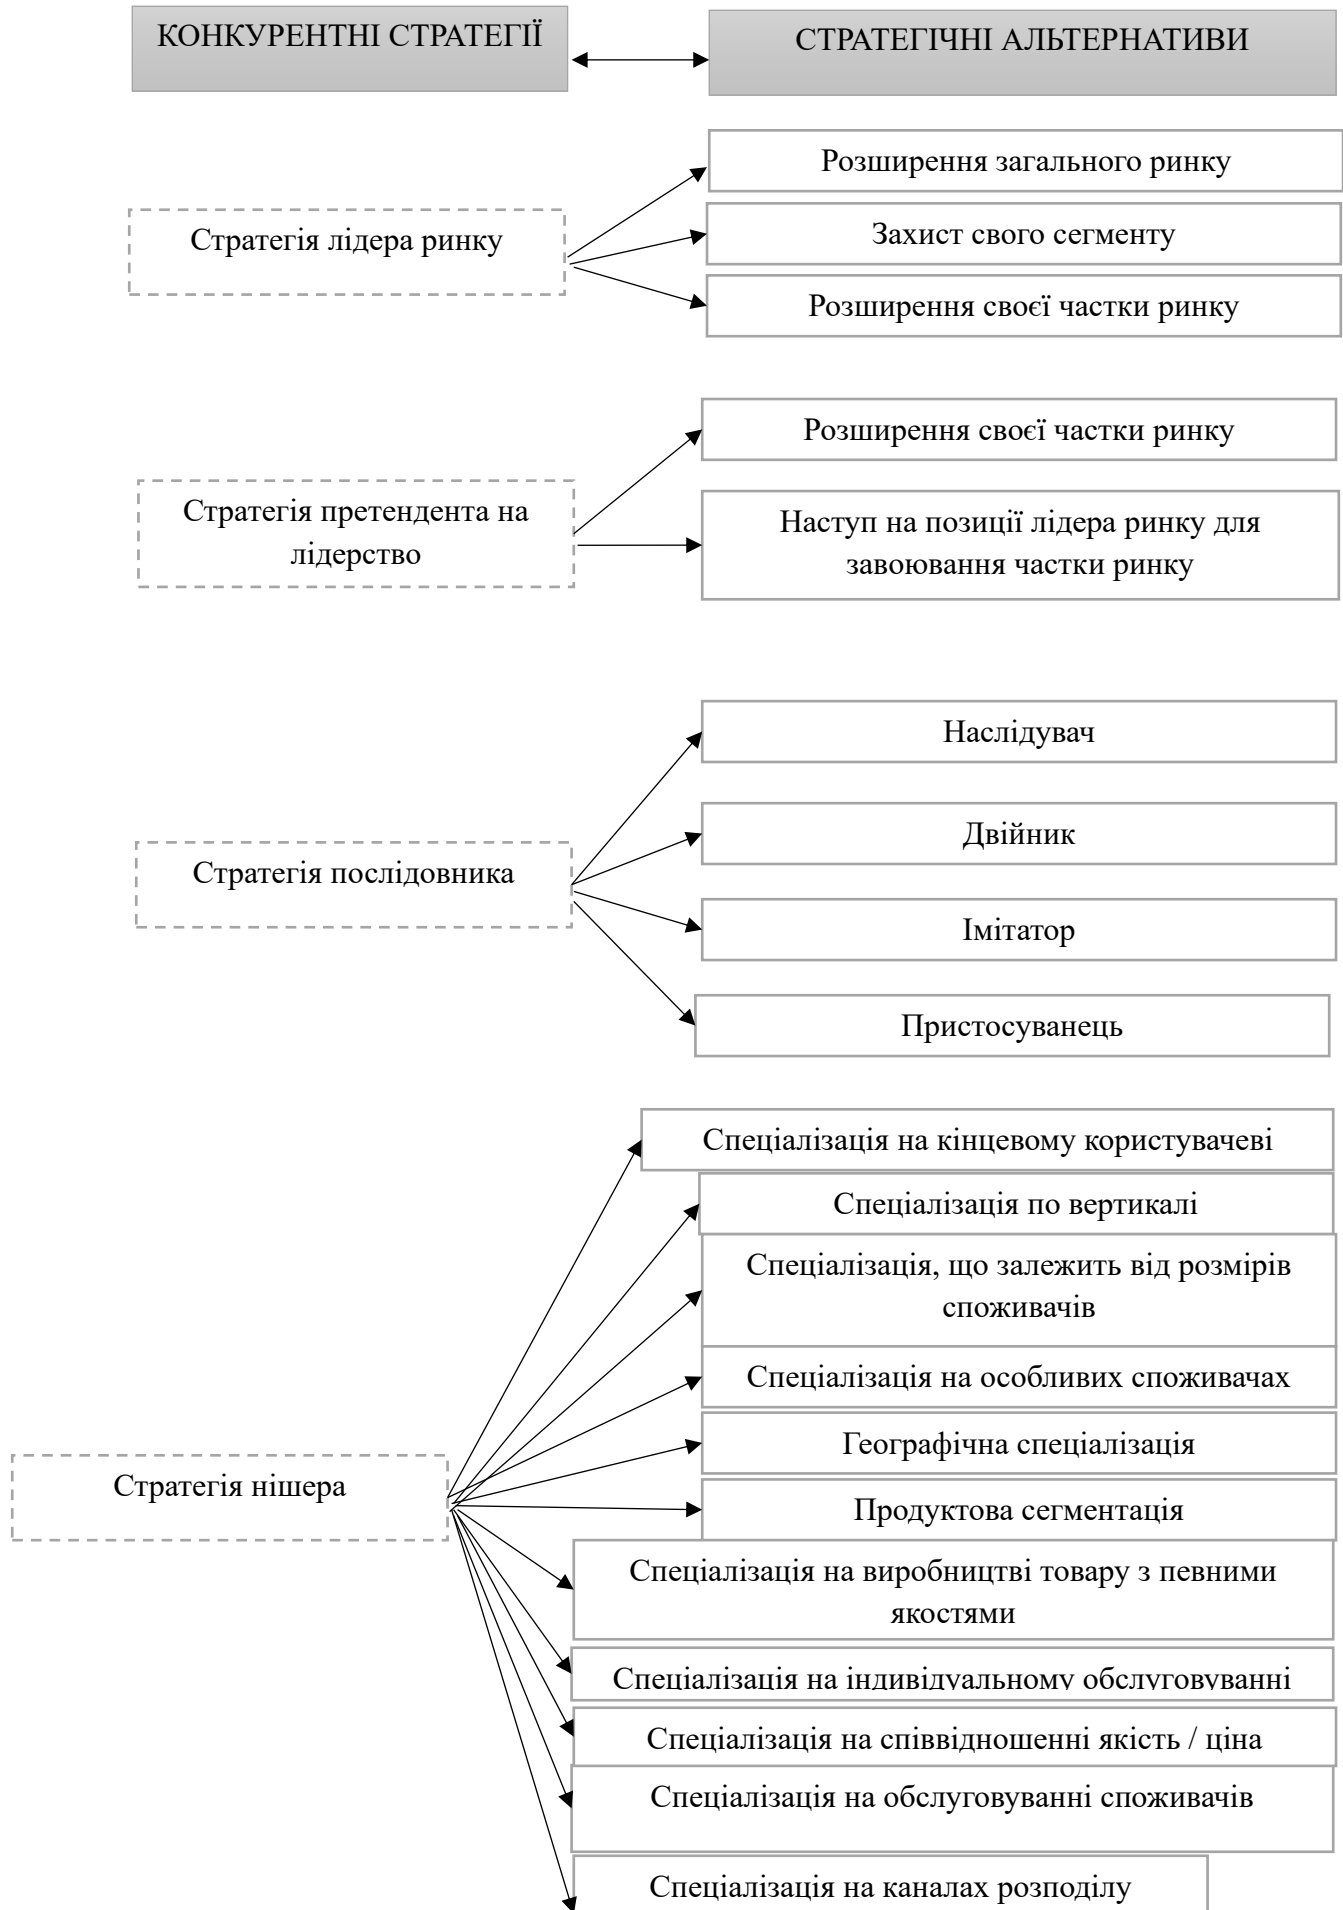 КОНКУРЕНТНІ СТРАТЕГІЇ
СТРАТЕГІЧНІ АЛЬТЕРНАТИВИ
Стратегія лідера ринку
Розширення загального ринку
Захист свого сегменту
Розширення своєї частки ринку
Стратегія претендента на
лідерство
Розширення своєї частки ринку
Наступ на позиції лідера ринку для
завоювання частки ринку
Стратегія послідовника
Наслідувач
Двійник
Імітатор
Пристосуванець
Стратегія нішера
Спеціалізація на кінцевому користувачеві
Спеціалізація по вертикалі
Спеціалізація, що залежить від розмірів
споживачів
Спеціалізація на особливих споживачах
Географічна спеціалізація
Продуктова сегментація
Спеціалізація на виробництві товару з певними
якостями
Спеціалізація на індивідуальному обслуговуванні
Спеціалізація на співвідношенні якість / ціна
Спеціалізація на обслуговуванні споживачів
Спеціалізація на каналах розподілу